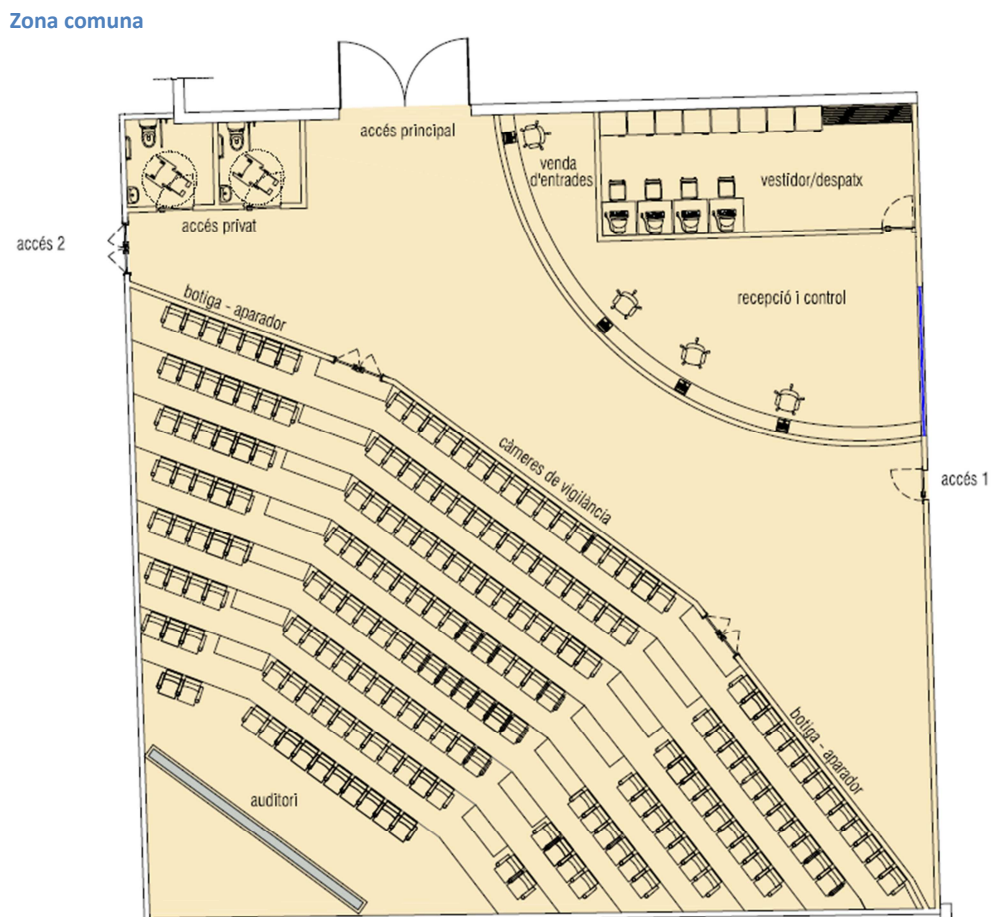 Zona comuna
accés principal
venda
d'entrades
vestidor/despatx
accés privat
accés 2
botiga - aparador
recepció i control
càmeres de vigilància
accés 1
botiga - aparador
auditori